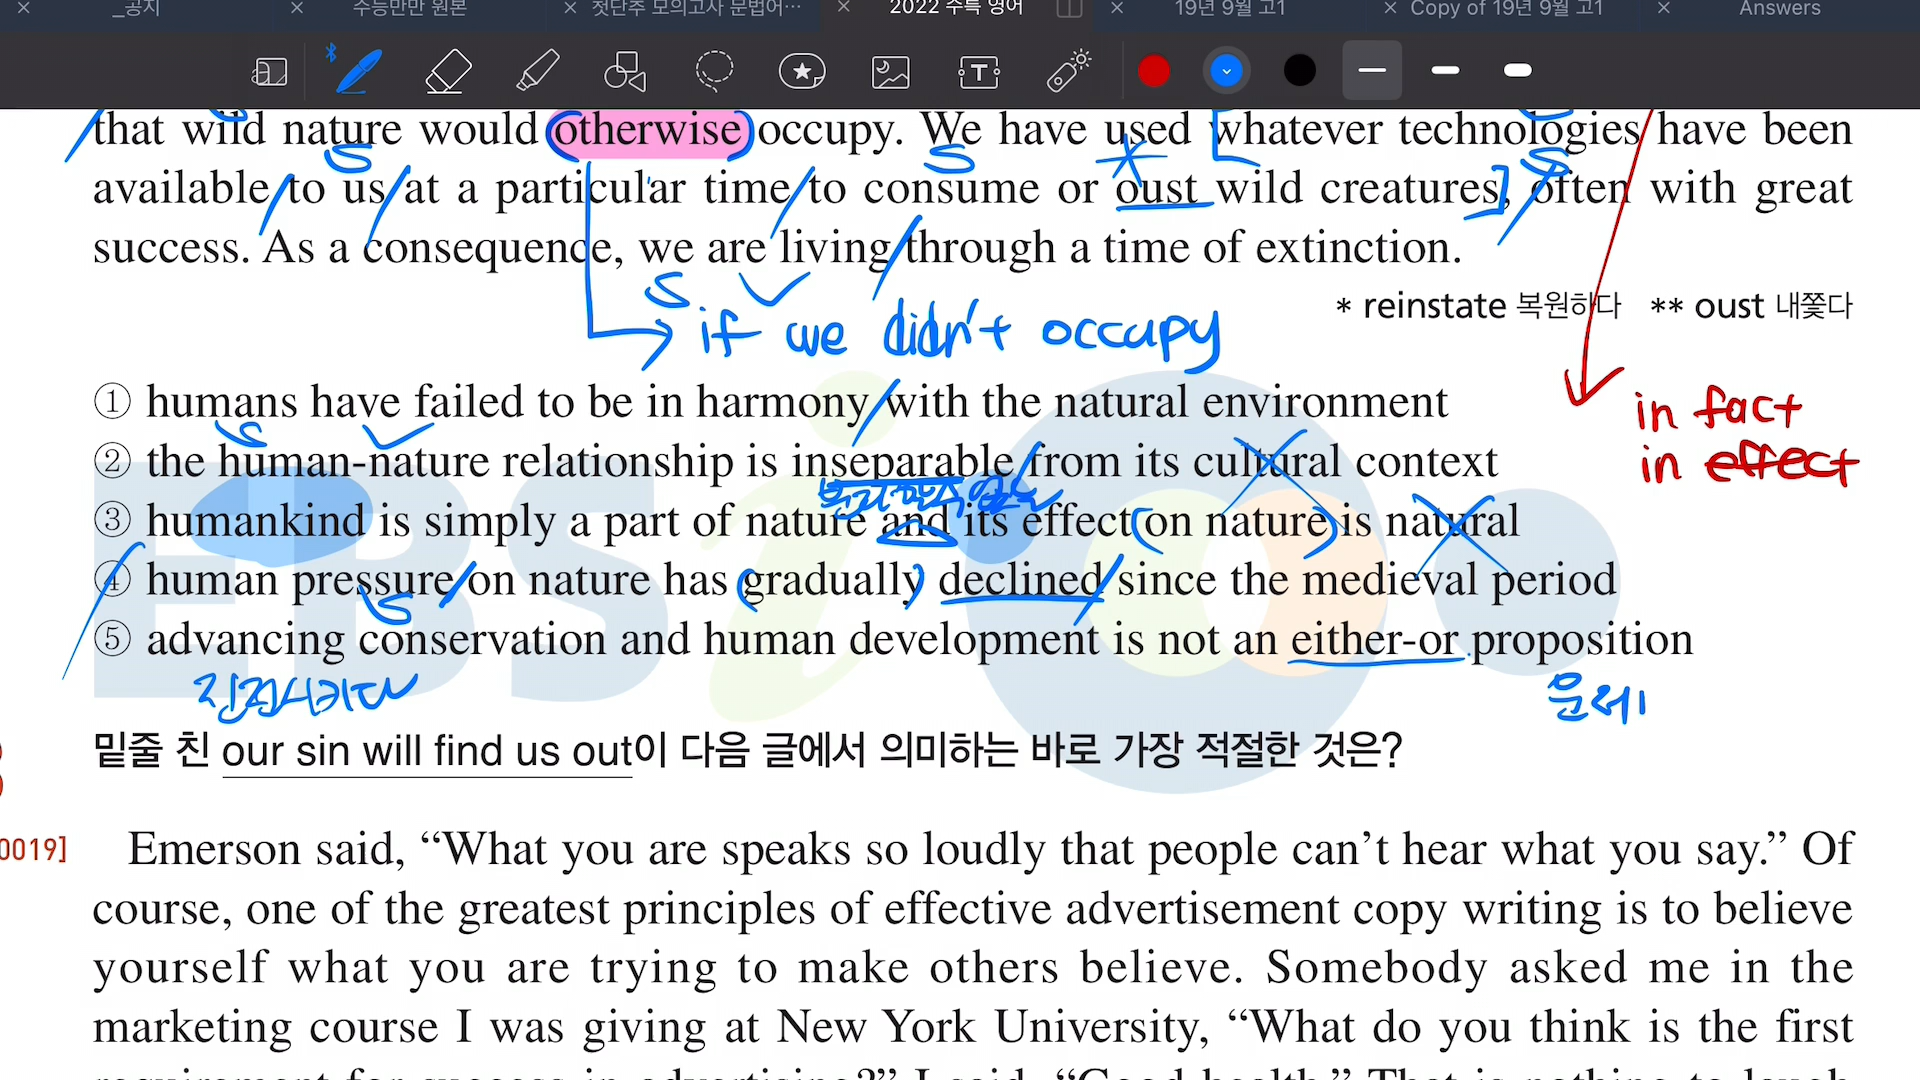 _공지 수능만만 원본 첫단추 모의고사 문법어… 2022 수특 영어 19년 9월 고1 Copy of 19년 9월 고1 Answers
that wild nature would otherwise occupy. We have used whatever technologies have been
available to us at a particular time to consume or oust wild creatures, often with great
success. As a consequence, we are living through a time of extinction.
* reinstate 복원하다 ** oust 내쫓다
if we didn't occupy
① humans have failed to be in harmony with the natural environment
in fact
② the human-nature relationship is inseparable from its cultural context
in effect
③ humankind is simply a part of nature and its effect on nature is natural
④ human pressure on nature has gradually declined since the medieval period
⑤ advancing conservation and human development is not an either-or proposition
진전시키다
문제
밑줄 친 our sin will find us out이 다음 글에서 의미하는 바로 가장 적절한 것은?
0019]
Emerson said, “What you are speaks so loudly that people can’t hear what you say.” Of
course, one of the greatest principles of effective advertisement copy writing is to believe
yourself what you are trying to make others believe. Somebody asked me in the
marketing course I was giving at New York University, “What do you think is the first
requirement for success in advertising?” I said, “Good health.” That is nothing to laugh